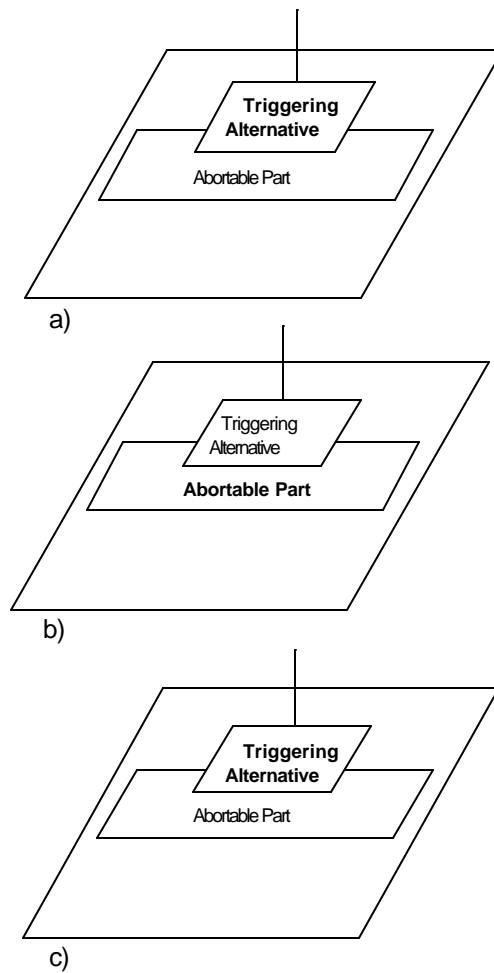 Triggering
Alternative
Abortable Part
a)
Triggering
Alternative
Abortable Part
b)
Triggering
Alternative
Abortable Part
c)